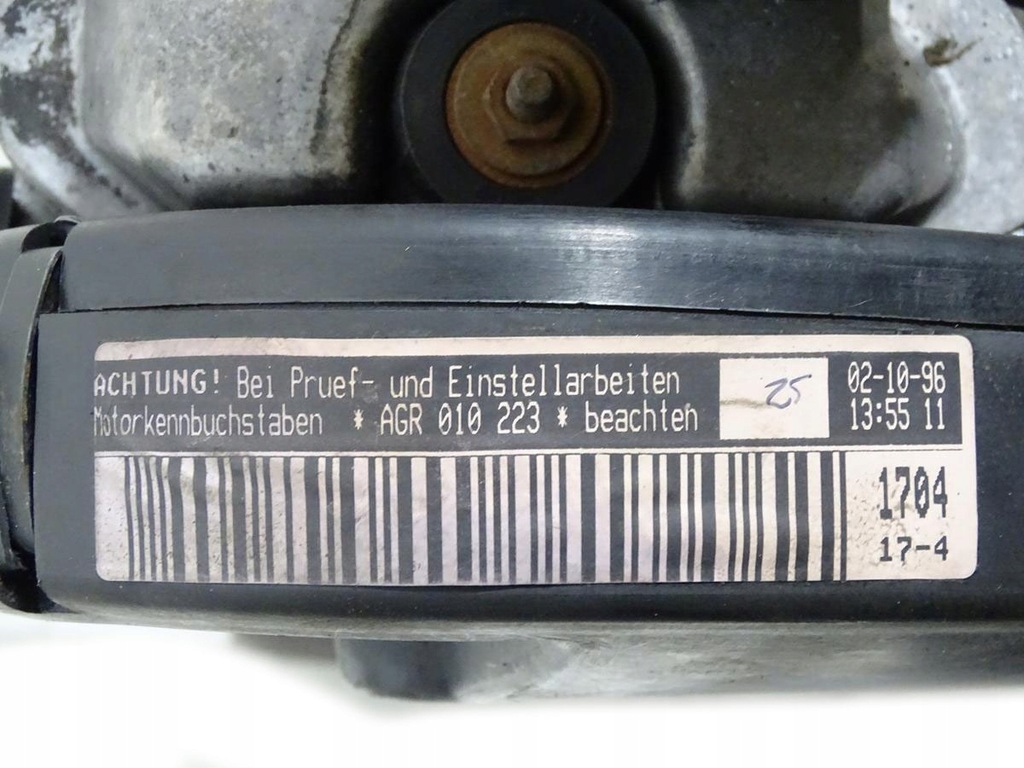 ACHTUNG! Bei Pruef- und Einstellarbeiten
Motorkennbuchstaben * AGR 010 223 * beachten
25
02-10-96
13:55 11
1704
17-4